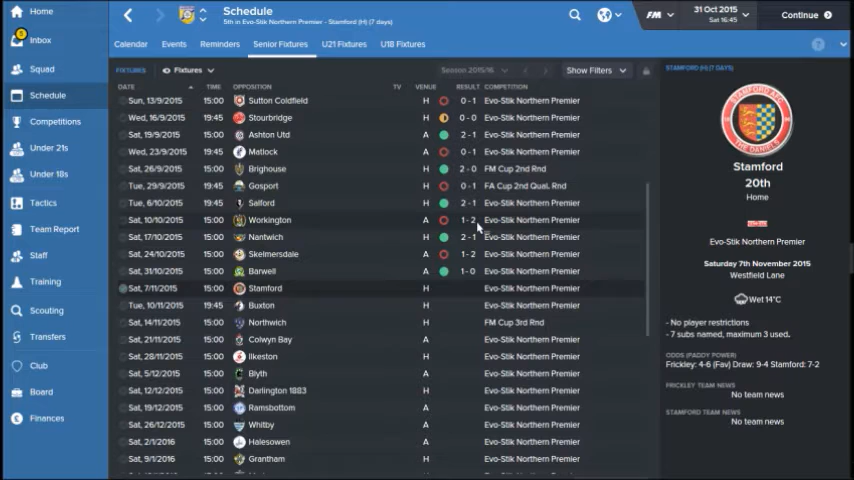 Home
Inbox
Squad
Schedule
Competitions
Under 21s
Under 18s
Tactics
Team Report
Staff
Training
Scouting
Transfers
Club
Board
Finances
Schedule
5th in Evo-Stik Northern Premier - Stamford (H) (7 days)
FM
31 Oct 2015
Sat 16:45
Continue
Calendar Events Reminders Senior Fixtures U21 Fixtures U18 Fixtures
FIXTURES Fixtures Season 2015/16 Show Filters
DATE TIME OPPOSITION TV VENUE RESULT COMPETITION
Sun, 13/9/2015 15:00 Sutton Coldfield H 0 - 1 Evo-Stik Northern Premier
Wed, 16/9/2015 19:45 Stourbridge H 0 - 0 Evo-Stik Northern Premier
Sat, 19/9/2015 15:00 Ashton Utd A 2 - 1 Evo-Stik Northern Premier
Wed, 23/9/2015 19:45 Matlock A 0 - 1 Evo-Stik Northern Premier
Sat, 26/9/2015 15:00 Brighouse H 2 - 0 FM Cup 2nd Rnd
Tue, 29/9/2015 19:45 Gosport H 0 - 1 FA Cup 2nd Qual. Rnd
Tue, 6/10/2015 19:45 Salford H 2 - 1 Evo-Stik Northern Premier
Sat, 10/10/2015 15:00 Workington A 1 - 2 Evo-Stik Northern Premier
Sat, 17/10/2015 15:00 Nantwich H 2 - 1 Evo-Stik Northern Premier
Sat, 24/10/2015 15:00 Skelmersdale A 1 - 2 Evo-Stik Northern Premier
Sat, 31/10/2015 15:00 Barwell A 1 - 0 Evo-Stik Northern Premier
Sat, 7/11/2015 15:00 Stamford H Evo-Stik Northern Premier
Tue, 10/11/2015 19:45 Buxton H Evo-Stik Northern Premier
Sat, 14/11/2015 15:00 Northwich H FM Cup 3rd Rnd
Sat, 21/11/2015 15:00 Colwyn Bay A Evo-Stik Northern Premier
Sat, 28/11/2015 15:00 Ilkeston H Evo-Stik Northern Premier
Sat, 5/12/2015 15:00 Blyth A Evo-Stik Northern Premier
Sat, 12/12/2015 15:00 Darlington 1883 H Evo-Stik Northern Premier
Sat, 19/12/2015 15:00 Ramsbottom A Evo-Stik Northern Premier
Sat, 26/12/2015 15:00 Whitby A Evo-Stik Northern Premier
Sat, 2/1/2016 15:00 Halesowen A Evo-Stik Northern Premier
Sat, 9/1/2016 15:00 Grantham H Evo-Stik Northern Premier
STAMFORD (H) (7 DAYS)
STAMFORD AFC
THE DANIELS
Stamford
20th
Home
Evo-Stik Northern Premier
Saturday 7th November 2015
Westfield Lane
Wet 14°C
- No player restrictions
- 7 subs named, maximum 3 used.
ODDS (PADDY POWER)
Frickley: 4-6 (Fav) Draw: 9-4 Stamford: 7-2
FRICKLEY TEAM NEWS
No team news
STAMFORD TEAM NEWS
No team news